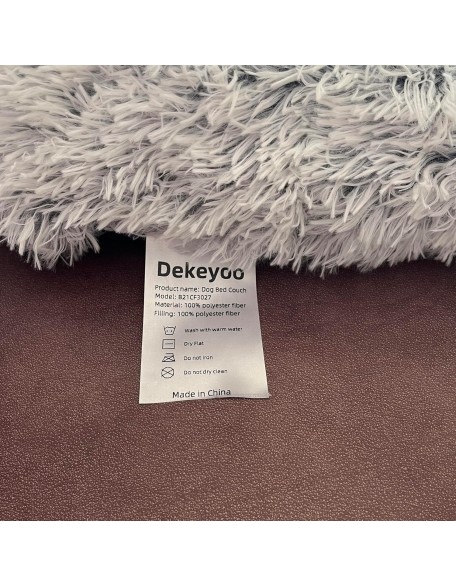 Dekeyoo
Product name: Dog Bed Couch
Model: B21CF3027
Material: 100% polyester fiber
Filling: 100% polyester fiber
Wash with warm water
Dry Flat
Do not Iron
Do not dry clean
Made in China